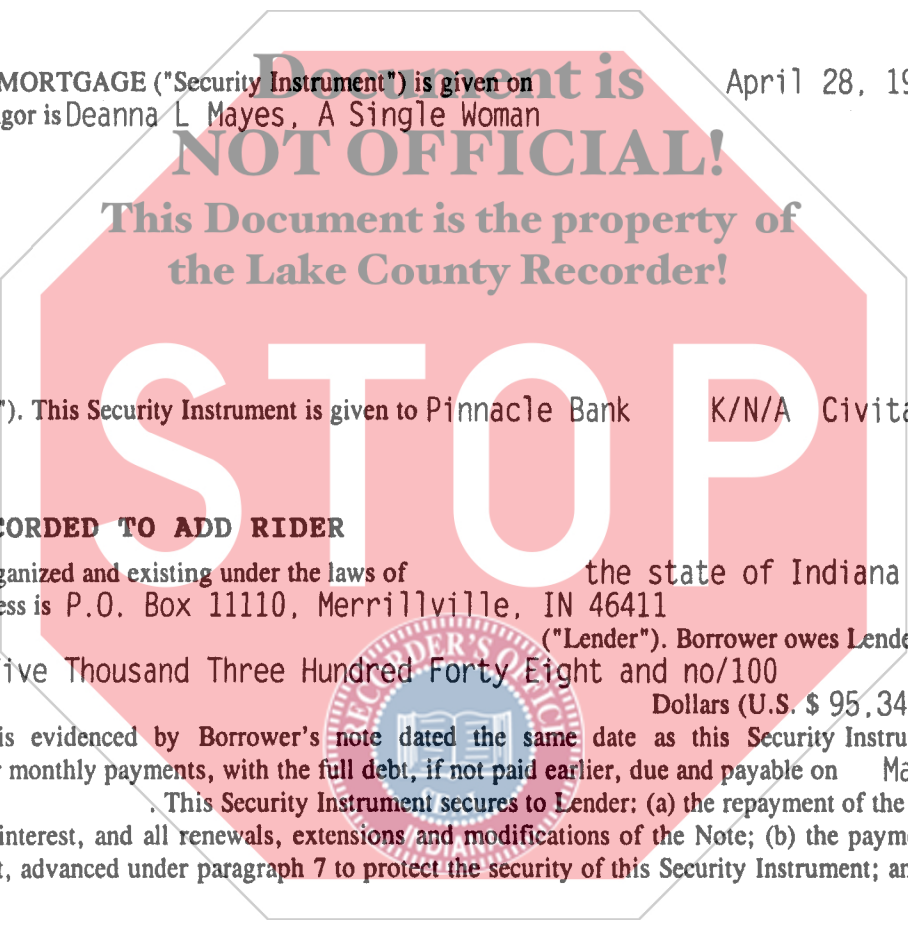 MORTGAGE ("Security Instrument") is given on April 28, 19
gor is Deanna L Mayes, A Single Woman
Document is
NOT OFFICIAL!
This Document is the property of
the Lake County Recorder!
STOP
"). This Security Instrument is given to Pinnacle Bank K/N/A Civita
CORDED TO ADD RIDER
ganized and existing under the laws of the state of Indiana
ess is P.O. Box 11110, Merrillville, IN 46411
("Lender"). Borrower owes Lende
ive Thousand Three Hundred Forty Eight and no/100
Dollars (U.S. $ 95,34
is evidenced by Borrower's note dated the same date as this Security Instru
monthly payments, with the full debt, if not paid earlier, due and payable on Ma
. This Security Instrument secures to Lender: (a) the repayment of the
interest, and all renewals, extensions and modifications of the Note; (b) the payme
, advanced under paragraph 7 to protect the security of this Security Instrument; an
RECORDER'S OFFICE
SEAL
INDIANA